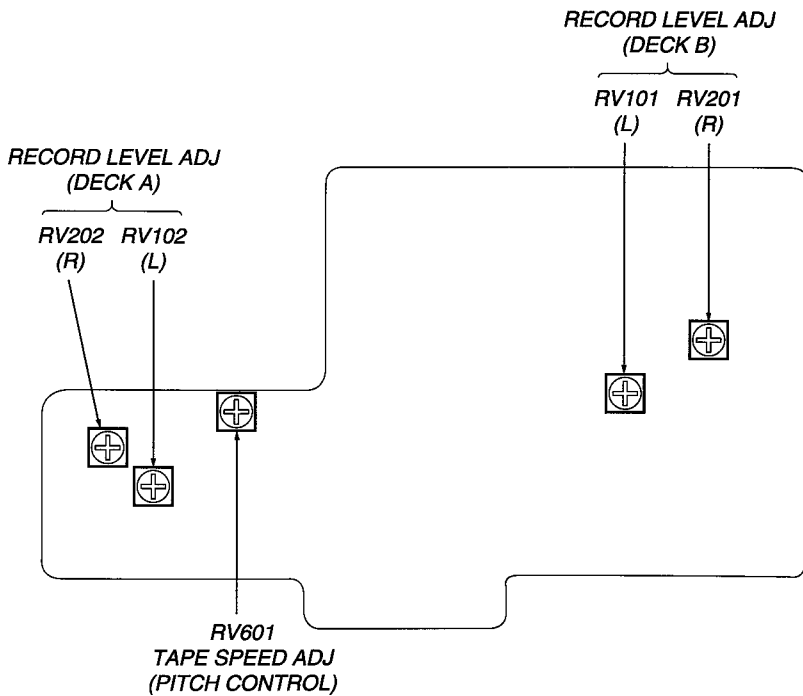 RECORD LEVEL ADJ
(DECK B)
RV101 RV201
(L) (R)
RECORD LEVEL ADJ
(DECK A)
RV202 RV102
(R) (L)
RV601
TAPE SPEED ADJ
(PITCH CONTROL)